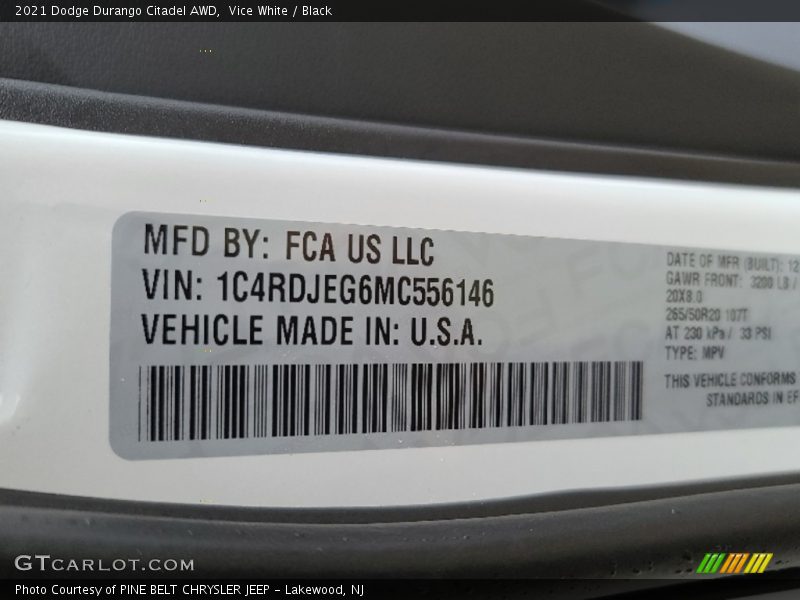 2021 Dodge Durango Citadel AWD,  Vice White / Black
MFD BY: FCA US LLC
VIN: 1C4RDJEG6MC556146
VEHICLE MADE IN: U.S.A.
DATE OF MFR (BUILT): 12
GAWR FRONT: 3200 LB /
20X8.0
265/50R20 107T
AT 230 kPa / 33 PSI
TYPE: MPV
THIS VEHICLE CONFORMS
STANDARDS IN EF
GTCARLOT.COM
Photo Courtesy of PINE BELT CHRYSLER JEEP – Lakewood, NJ